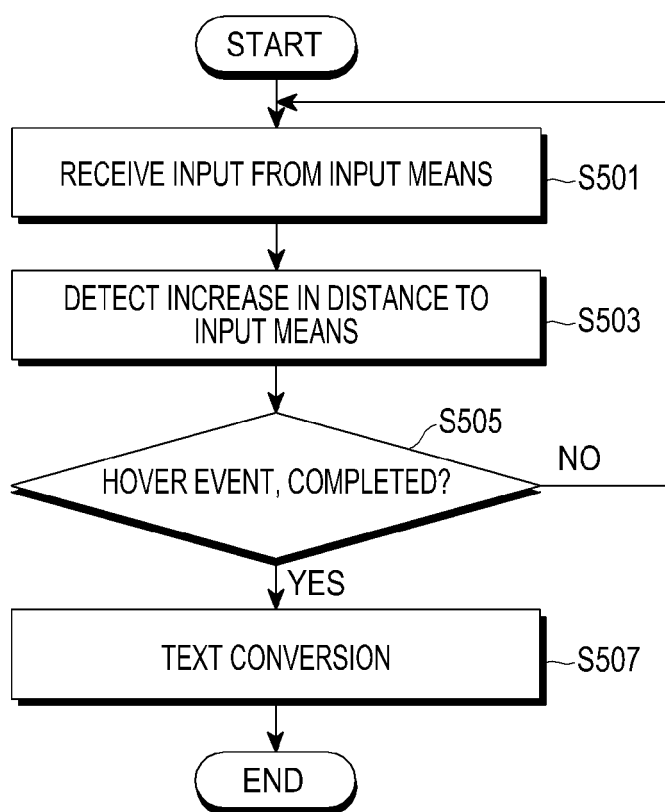 START
RECEIVE INPUT FROM INPUT MEANS
S501
DETECT INCREASE IN DISTANCE TO
INPUT MEANS
S503
S505
HOVER EVENT, COMPLETED?
NO
YES
TEXT CONVERSION
S507
END